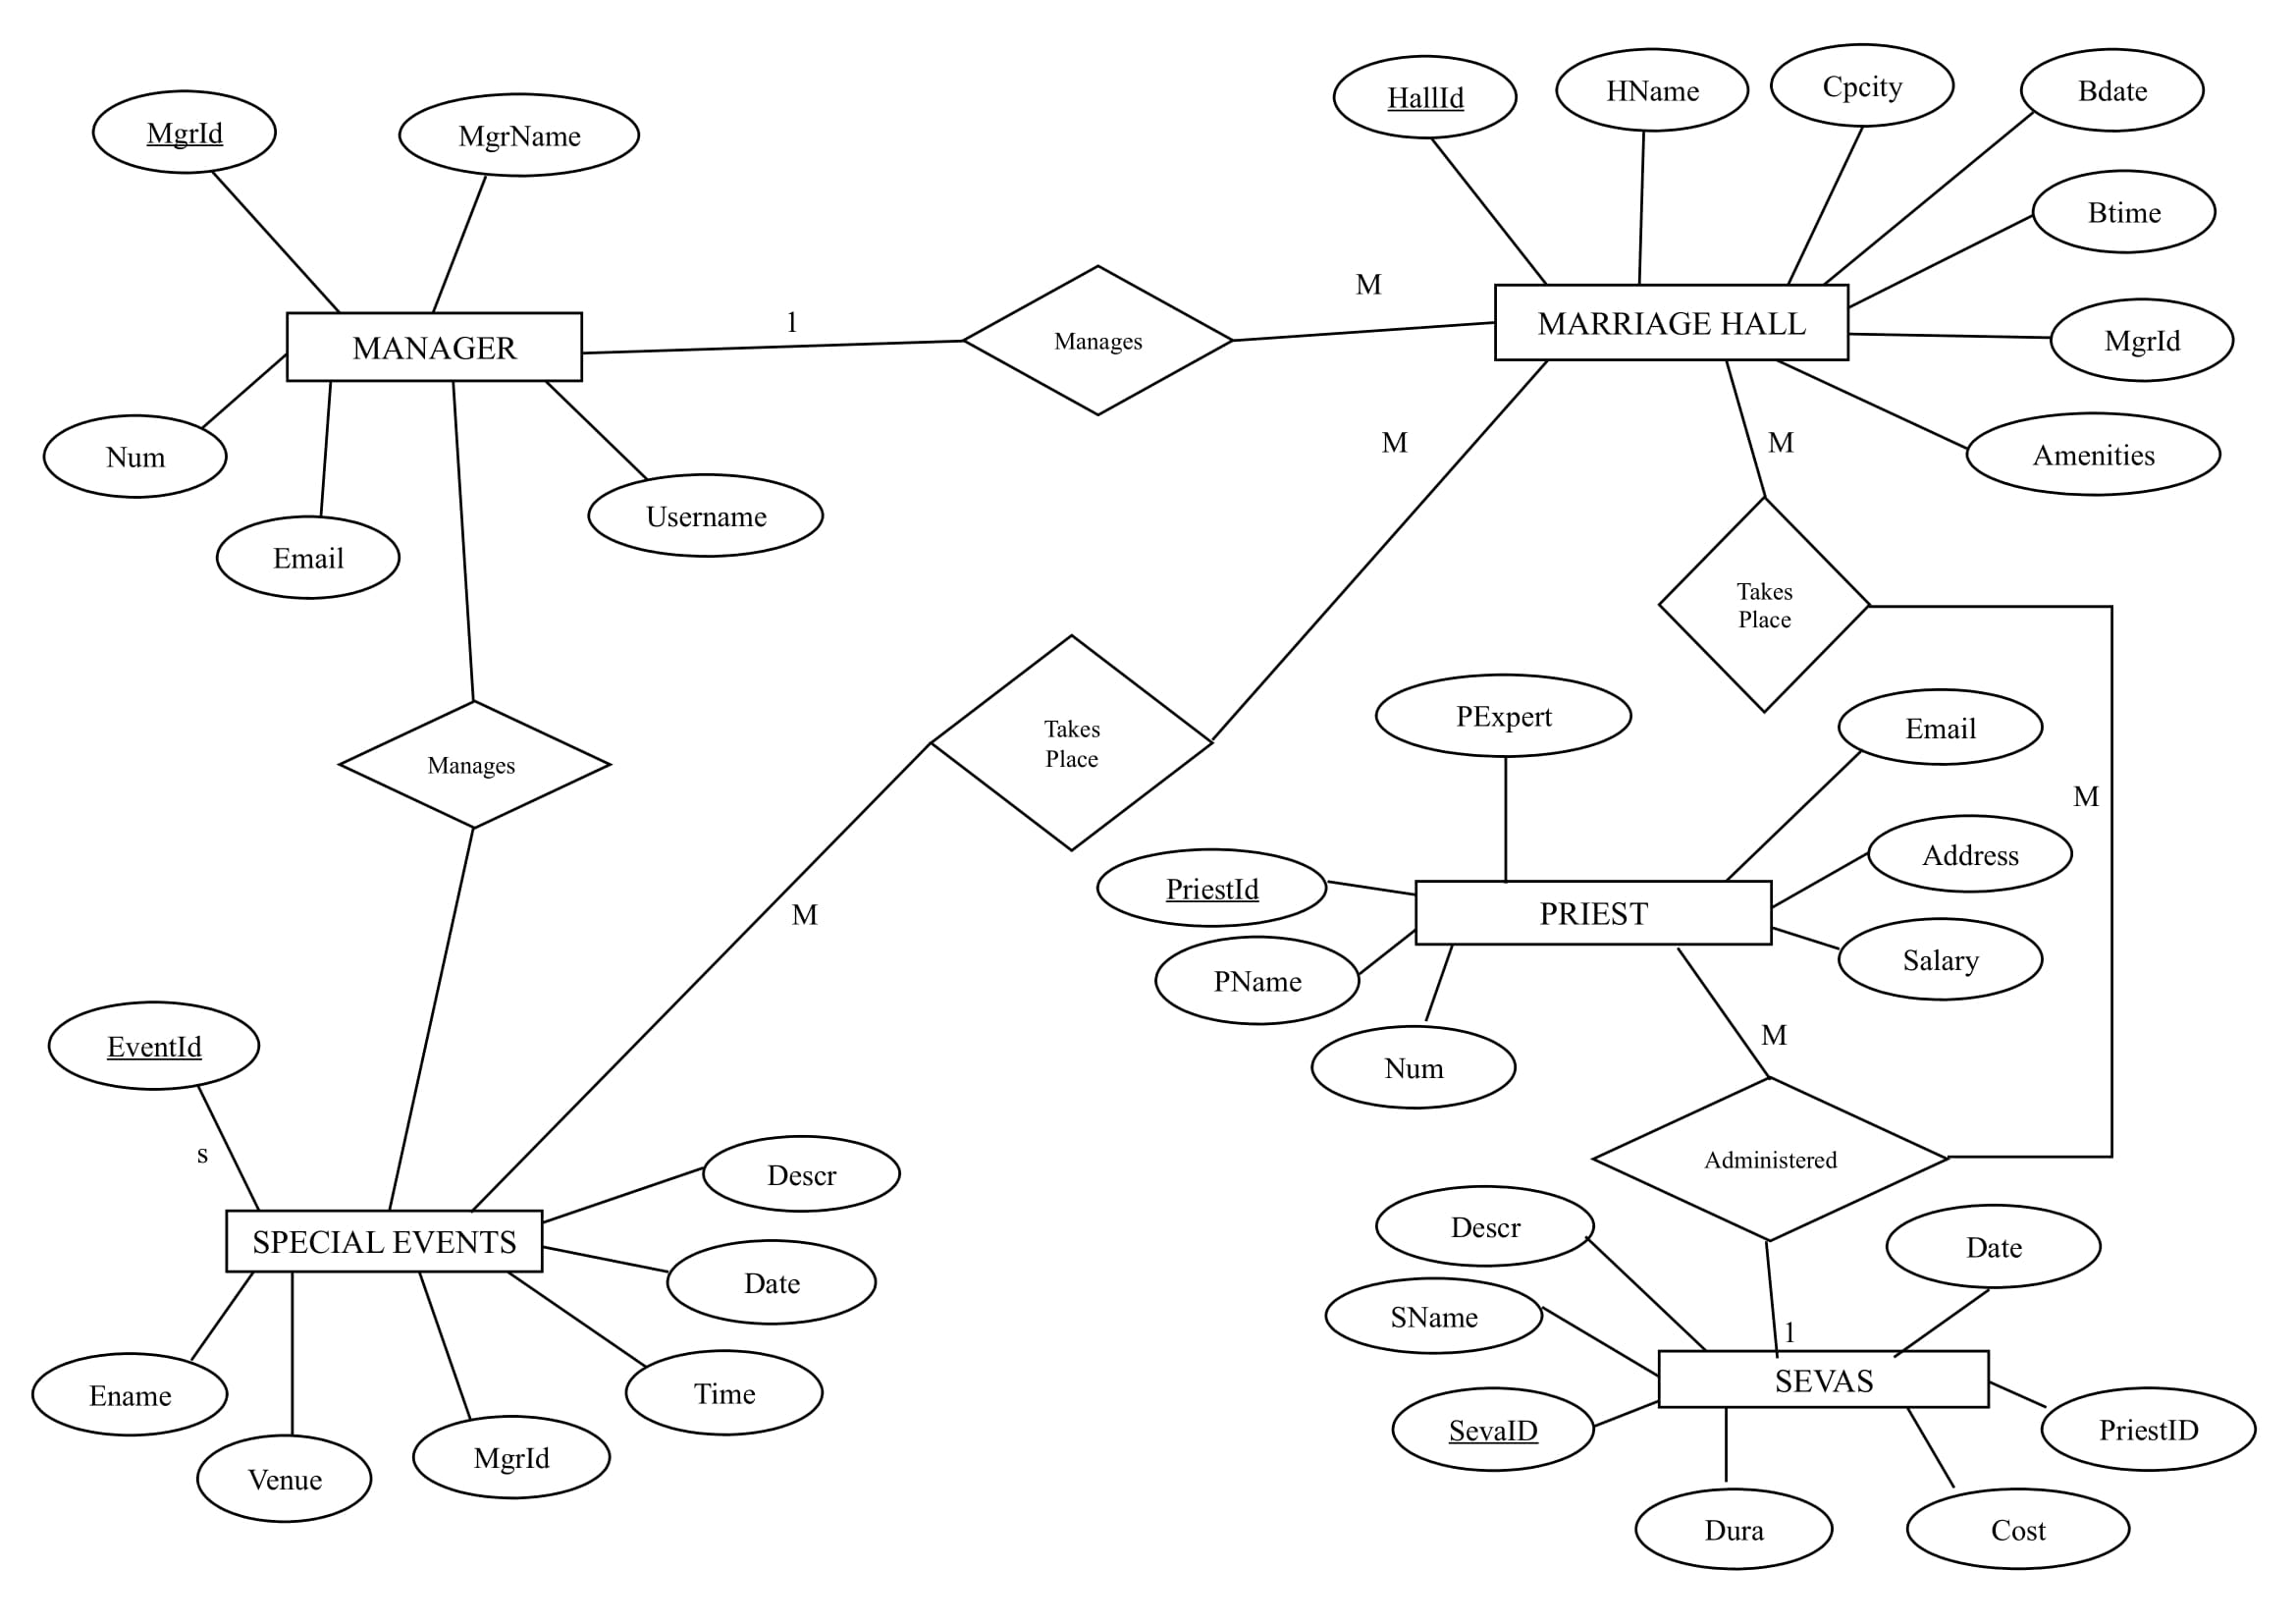 HallId
HName
Cpcity
Bdate
MgrId
MgrName
Btime
M
1
MARRIAGE HALL
MANAGER
Manages
MgrId
M
M
Num
Amenities
Username
Email
Takes
Place
PExpert
Email
Takes
Place
Manages
M
Address
PriestId
M
PRIEST
Salary
PName
M
EventId
Num
s
Administered
Descr
Descr
Date
SPECIAL EVENTS
Date
SName
1
SEVAS
Ename
Time
SevaID
PriestID
MgrId
Venue
Dura
Cost